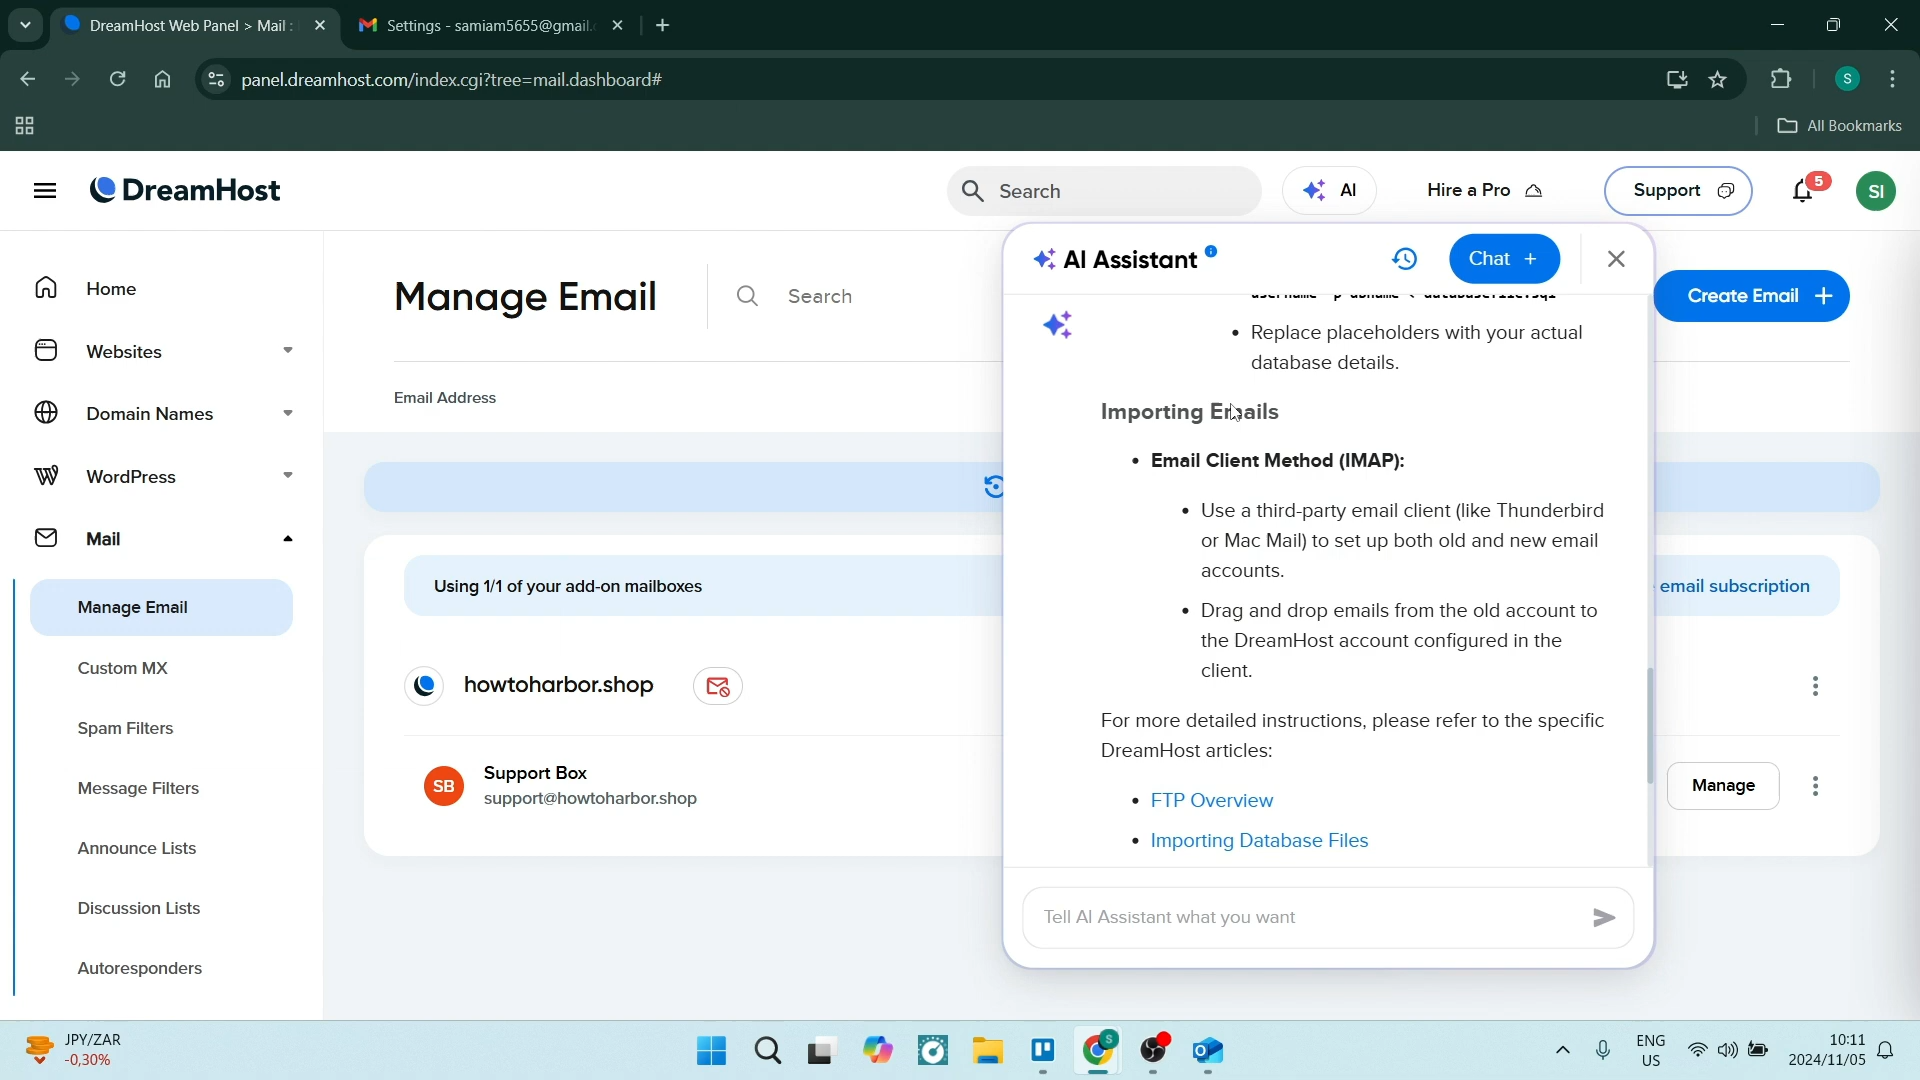 DreamHost Web Panel > Mail :
Settings - samiam5655@gmail.
panel.dreamhost.com/index.cgi?tree=mail.dashboard#
S
All Bookmarks
DreamHost
Search
AI
Hire a Pro
Support
5
SI
Home
Websites
Domain Names
WordPress
Mail
Manage Email
Custom MX
Spam Filters
Message Filters
Announce Lists
Discussion Lists
Autoresponders
Manage Email
Search
Create Email +
Email Address
Using 1/1 of your add-on mailboxes
email subscription
howtoharbor.shop
SB
Support Box
support@howtoharbor.shop
Manage
AI Assistant
Chat +
• Replace placeholders with your actual
database details.
Importing Emails
• Email Client Method (IMAP):
• Use a third-party email client (like Thunderbird
or Mac Mail) to set up both old and new email
accounts.
• Drag and drop emails from the old account to
the DreamHost account configured in the
client.
For more detailed instructions, please refer to the specific
DreamHost articles:
• FTP Overview
• Importing Database Files
Tell AI Assistant what you want
JPY/ZAR
-0,30%
ENG
US
10:11
2024/11/05